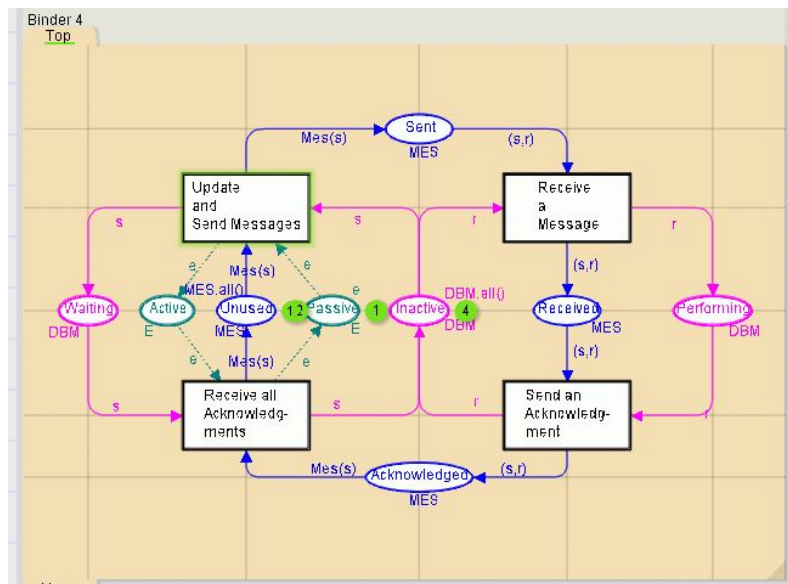 Binder 4
Top
Sent
Mes(s)
(s,r)
MES
Update
and
Send Messages
Receive
a
Message
s
s
r
r
e
Mes(s)
e
(s,r)
MES.all()
e
DBM.all()
Waiting
Active
Unused
12
Passive
1
Inactive
4
Received
Performing
DBM
E
MES
E
DBM
MES
DBM
e
Mes(s)
e
(s,r)
Receive all
Acknowledg-
ments
Send an
Acknowledg-
ment
s
s
r
r
Mes(s)
Acknowledged
(s,r)
MES